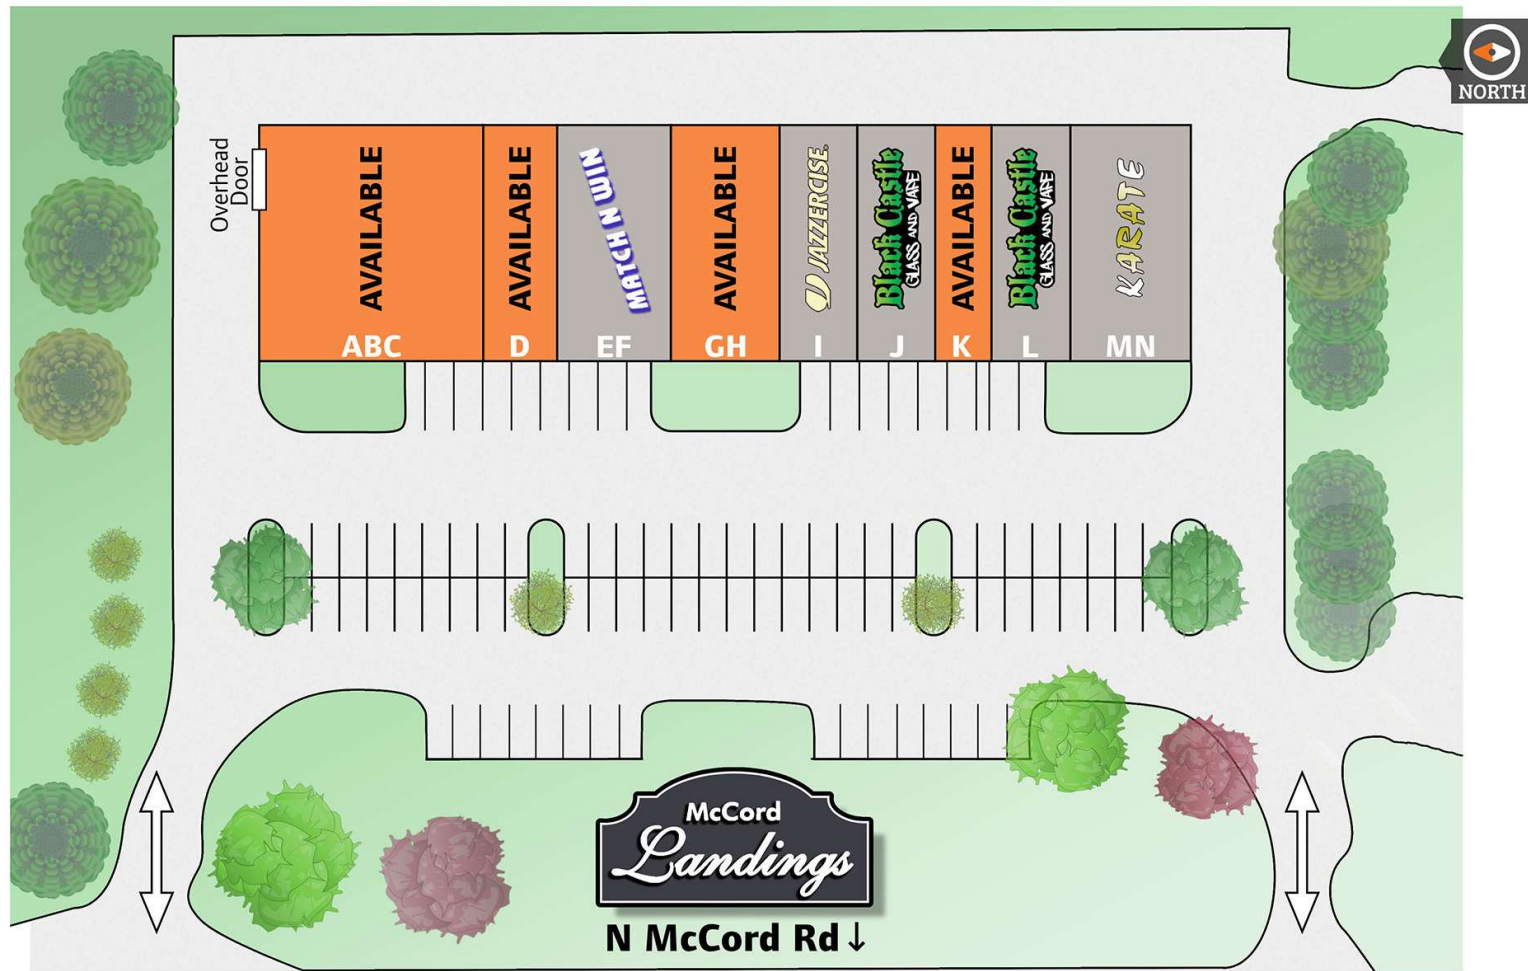 NORTH
Overhead
Door
AVAILABLE
ABC
AVAILABLE
D
MATCH N WIN
EF
AVAILABLE
GH
JAZZERCISE
I
Black Castle
GLASS AND VAPE
J
AVAILABLE
K
Black Castle
GLASS AND VAPE
L
KARATE
MN
McCord
Landings
N McCord Rd↓